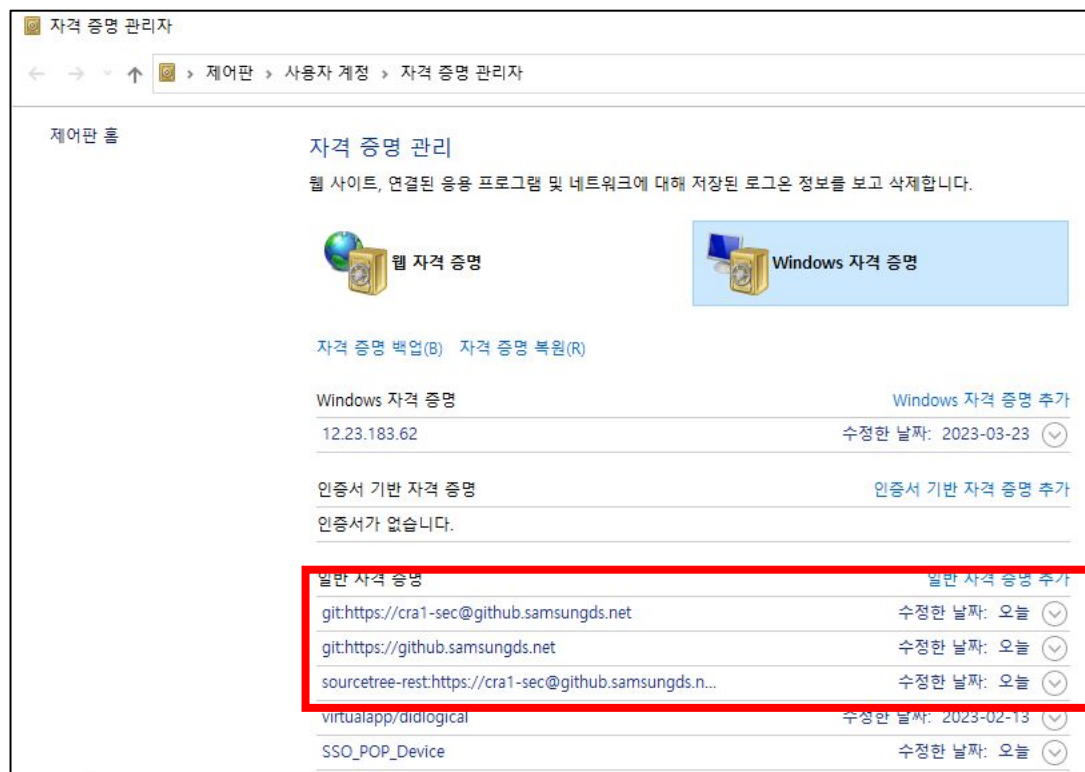 자격 증명 관리자
제어판 › 사용자 계정 › 자격 증명 관리자
제어판 홈
자격 증명 관리
웹 사이트, 연결된 응용 프로그램 및 네트워크에 대해 저장된 로그온 정보를 보고 삭제합니다.
웹 자격 증명 Windows 자격 증명
자격 증명 백업(B) 자격 증명 복원(R)
Windows 자격 증명 Windows 자격 증명 추가
12.23.183.62 수정한 날짜: 2023-03-23
인증서 기반 자격 증명 인증서 기반 자격 증명 추가
인증서가 없습니다.
일반 자격 증명 일반 자격 증명 추가
git:https://cra1-sec@github.samsungds.net 수정한 날짜: 오늘
git:https://github.samsungds.net 수정한 날짜: 오늘
sourcetree-rest:https://cra1-sec@github.samsungds.n... 수정한 날짜: 오늘
virtualapp/didlogical 수정한 날짜: 2023-02-13
SSO_POP_Device 수정한 날짜: 오늘